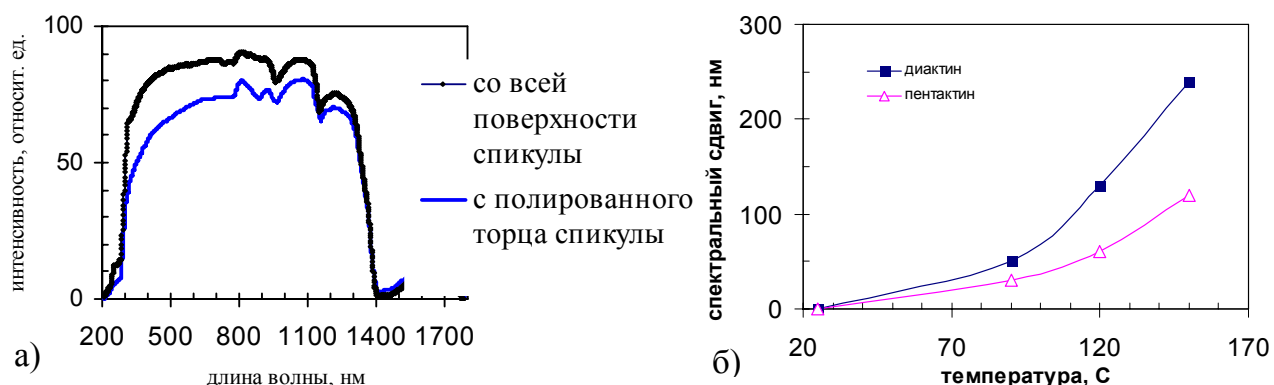 100
50
0
200 500 800 1100 1400 1700
интенсивность, относит. ед.
длина волны, нм
со всей
поверхности
спикулы
с полированного
торца спикулы
а)
300
200
100
0
20 70 120 170
спектральный сдвиг, нм
температура, С
диактин
пентактин
б)